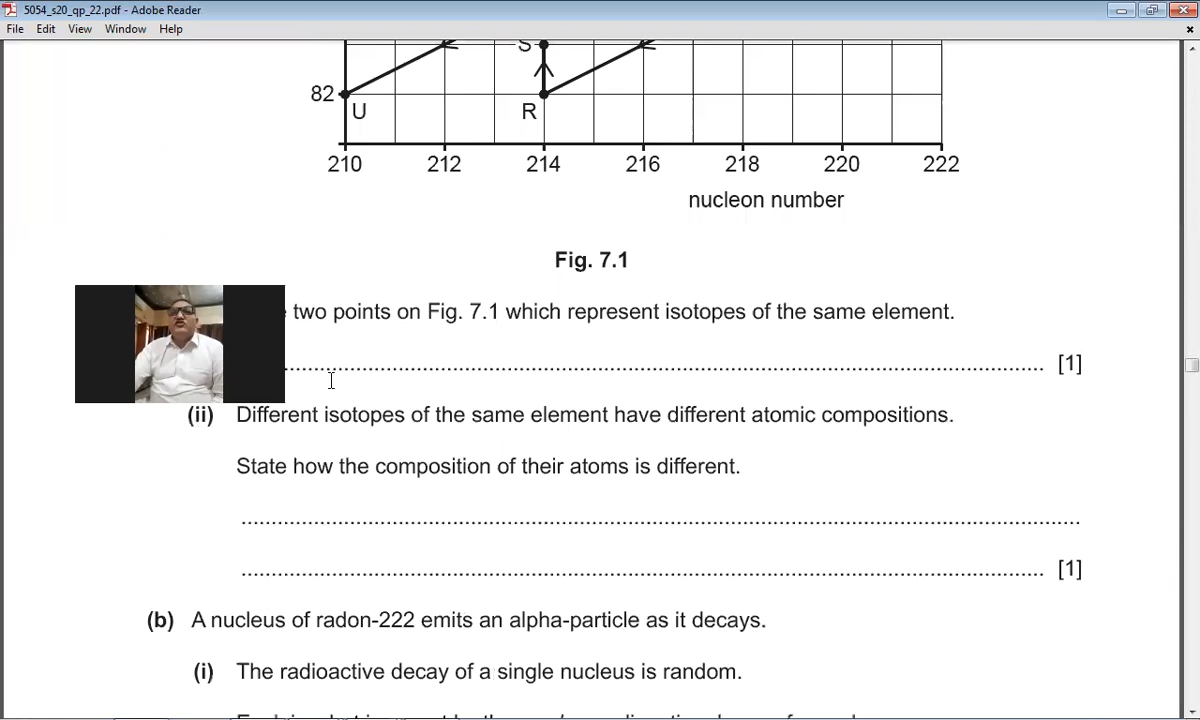 5054_s20_qp_22.pdf - Adobe Reader
File Edit View Window Help
S
82
U
R
210 212 214 216 218 220 222
nucleon number
Fig. 7.1
two points on Fig. 7.1 which represent isotopes of the same element.
.................................................................................................................................. [1]
(ii) Different isotopes of the same element have different atomic compositions.
State how the composition of their atoms is different.
...........................................................................................................................................
..................................................................................................................................... [1]
(b) A nucleus of radon-222 emits an alpha-particle as it decays.
(i) The radioactive decay of a single nucleus is random.